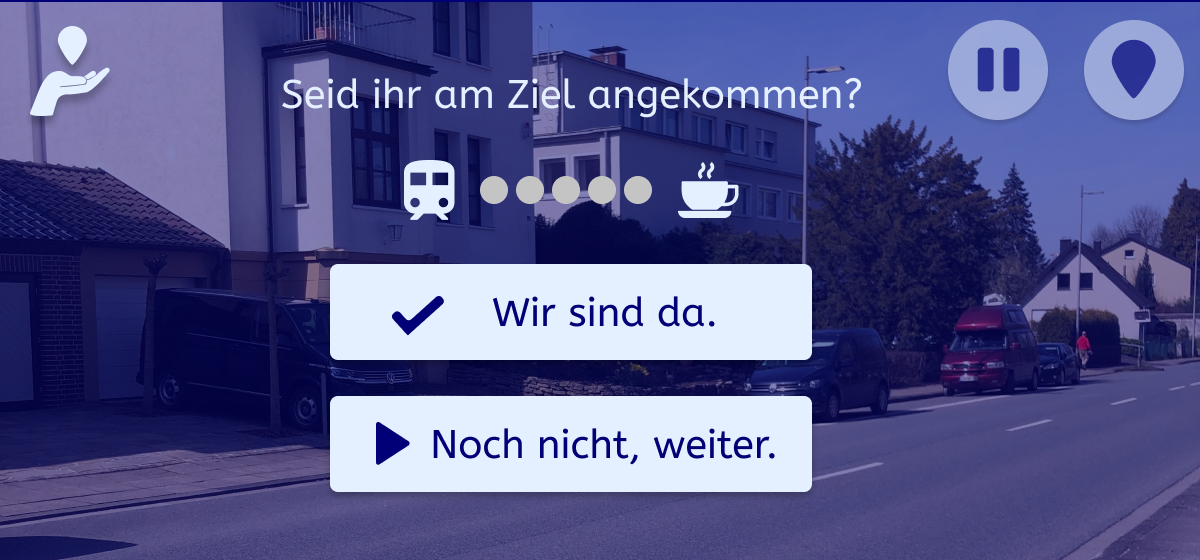 Seid ihr am Ziel angekommen?
Wir sind da.
Noch nicht, weiter.